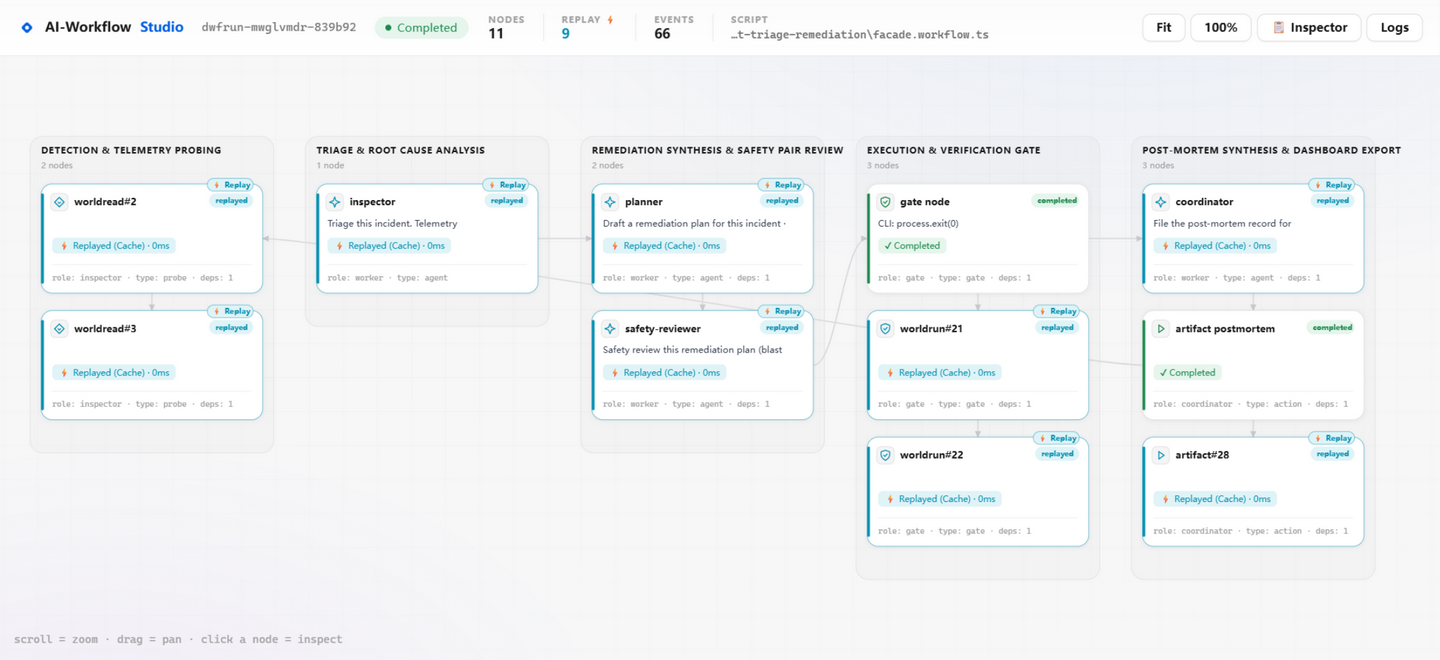 AI-Workflow Studio
dwfrun-mwglvmdr-839b92
Completed
NODES
11
REPLAY
9
EVENTS
66
SCRIPT
…t-triage-remediation\facade.workflow.ts
Fit
100%
Inspector
Logs
DETECTION & TELEMETRY PROBING
2 nodes
Replay
worldread#2
replayed
Replayed (Cache) · 0ms
role: inspector · type: probe · deps: 1
Replay
worldread#3
replayed
Replayed (Cache) · 0ms
role: inspector · type: probe · deps: 1
TRIAGE & ROOT CAUSE ANALYSIS
1 node
Replay
inspector
replayed
Triage this incident. Telemetry
Replayed (Cache) · 0ms
role: worker · type: agent
REMEDIATION SYNTHESIS & SAFETY PAIR REVIEW
2 nodes
Replay
planner
replayed
Draft a remediation plan for this incident ·
Replayed (Cache) · 0ms
role: worker · type: agent · deps: 1
Replay
safety-reviewer
replayed
Safety review this remediation plan (blast
Replayed (Cache) · 0ms
role: worker · type: agent · deps: 1
EXECUTION & VERIFICATION GATE
3 nodes
gate node
completed
CLI: process.exit(0)
✓ Completed
role: gate · type: gate · deps: 1
Replay
worldrun#21
replayed
Replayed (Cache) · 0ms
role: gate · type: gate · deps: 1
Replay
worldrun#22
replayed
Replayed (Cache) · 0ms
role: gate · type: gate · deps: 1
POST-MORTEM SYNTHESIS & DASHBOARD EXPORT
3 nodes
Replay
coordinator
replayed
File the post-mortem record for
Replayed (Cache) · 0ms
role: worker · type: agent · deps: 1
artifact postmortem
completed
✓ Completed
role: coordinator · type: action · deps: 1
Replay
artifact#28
replayed
Replayed (Cache) · 0ms
role: coordinator · type: action · deps: 1
scroll = zoom · drag = pan · click a node = inspect